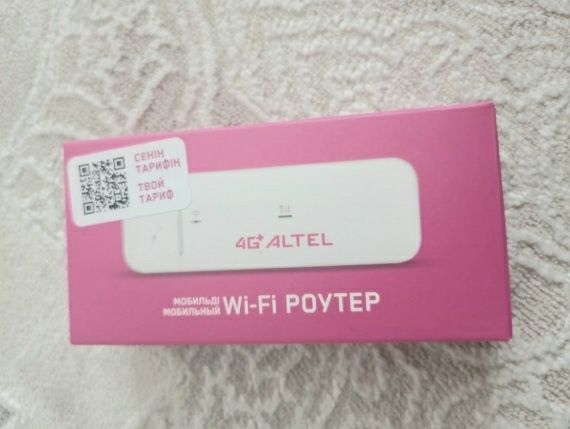 СЕНІҢ
ТАРИФІҢ
ТВОЙ
ТАРИФ
4G+ ALTEL
МОБИЛЬДІ
МОБИЛЬНЫЙ
Wi-Fi РОУТЕР